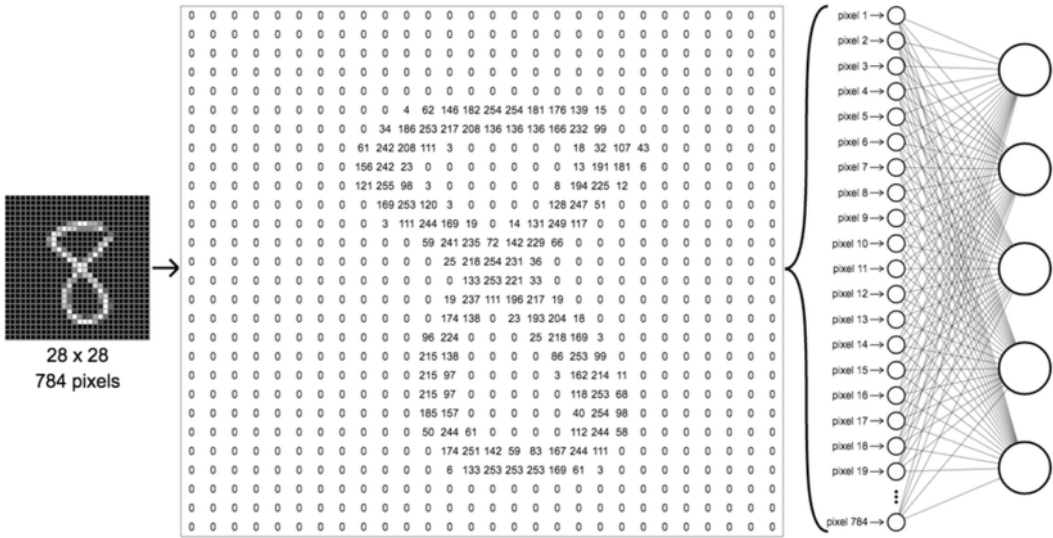 28 x 28
784 pixels
0 0 0 0 0 0 0 0 0 0 0 0 0 0 0 0 0 0 0 0 0 0 0 0 0 0 0 0
0 0 0 0 0 0 0 0 0 0 0 0 0 0 0 0 0 0 0 0 0 0 0 0 0 0 0 0
0 0 0 0 0 0 0 0 0 0 0 0 0 0 0 0 0 0 0 0 0 0 0 0 0 0 0 0
0 0 0 0 0 0 0 0 0 0 0 0 0 0 0 0 0 0 0 0 0 0 0 0 0 0 0 0
0 0 0 0 0 0 0 0 0 0 0 0 0 0 0 0 0 0 0 0 0 0 0 0 0 0 0 0
0 0 0 0 0 0 0 0 0 0 4 62 146 182 254 254 181 176 139 15 0 0 0 0 0 0 0 0
0 0 0 0 0 0 0 0 0 34 186 253 217 208 136 136 136 166 232 99 0 0 0 0 0 0 0 0
0 0 0 0 0 0 0 0 61 242 208 111 3 0 0 0 0 0 18 32 107 43 0 0 0 0 0 0
0 0 0 0 0 0 0 0 156 242 23 0 0 0 0 0 0 0 13 191 181 6 0 0 0 0 0 0
0 0 0 0 0 0 0 0 121 255 98 3 0 0 0 0 0 8 194 225 12 0 0 0 0 0 0 0
0 0 0 0 0 0 0 0 0 169 253 120 3 0 0 0 0 128 247 51 0 0 0 0 0 0 0 0
0 0 0 0 0 0 0 0 0 3 111 244 169 19 0 14 131 249 117 0 0 0 0 0 0 0 0 0
0 0 0 0 0 0 0 0 0 0 0 59 241 235 72 142 229 66 0 0 0 0 0 0 0 0 0 0
0 0 0 0 0 0 0 0 0 0 0 0 25 218 254 231 36 0 0 0 0 0 0 0 0 0 0 0
0 0 0 0 0 0 0 0 0 0 0 0 0 133 253 221 33 0 0 0 0 0 0 0 0 0 0 0
0 0 0 0 0 0 0 0 0 0 0 0 19 237 111 196 217 19 0 0 0 0 0 0 0 0 0 0
0 0 0 0 0 0 0 0 0 0 0 0 174 138 0 23 193 204 18 0 0 0 0 0 0 0 0 0
0 0 0 0 0 0 0 0 0 0 0 96 224 0 0 0 25 218 169 3 0 0 0 0 0 0 0 0
0 0 0 0 0 0 0 0 0 0 0 215 138 0 0 0 0 86 253 99 0 0 0 0 0 0 0 0
0 0 0 0 0 0 0 0 0 0 0 215 97 0 0 0 0 3 162 214 11 0 0 0 0 0 0 0
0 0 0 0 0 0 0 0 0 0 0 215 97 0 0 0 0 0 118 253 68 0 0 0 0 0 0 0
0 0 0 0 0 0 0 0 0 0 0 185 157 0 0 0 0 0 40 254 98 0 0 0 0 0 0 0
0 0 0 0 0 0 0 0 0 0 0 50 244 61 0 0 0 0 112 244 58 0 0 0 0 0 0 0
0 0 0 0 0 0 0 0 0 0 0 0 174 251 142 59 83 167 244 111 0 0 0 0 0 0 0 0
0 0 0 0 0 0 0 0 0 0 0 0 6 133 253 253 253 169 61 3 0 0 0 0 0 0 0 0
0 0 0 0 0 0 0 0 0 0 0 0 0 0 0 0 0 0 0 0 0 0 0 0 0 0 0 0
0 0 0 0 0 0 0 0 0 0 0 0 0 0 0 0 0 0 0 0 0 0 0 0 0 0 0 0
0 0 0 0 0 0 0 0 0 0 0 0 0 0 0 0 0 0 0 0 0 0 0 0 0 0 0 0
pixel 1
pixel 2
pixel 3
pixel 4
pixel 5
pixel 6
pixel 7
pixel 8
pixel 9
pixel 10
pixel 11
pixel 12
pixel 13
pixel 14
pixel 15
pixel 16
pixel 17
pixel 18
pixel 19
pixel 784